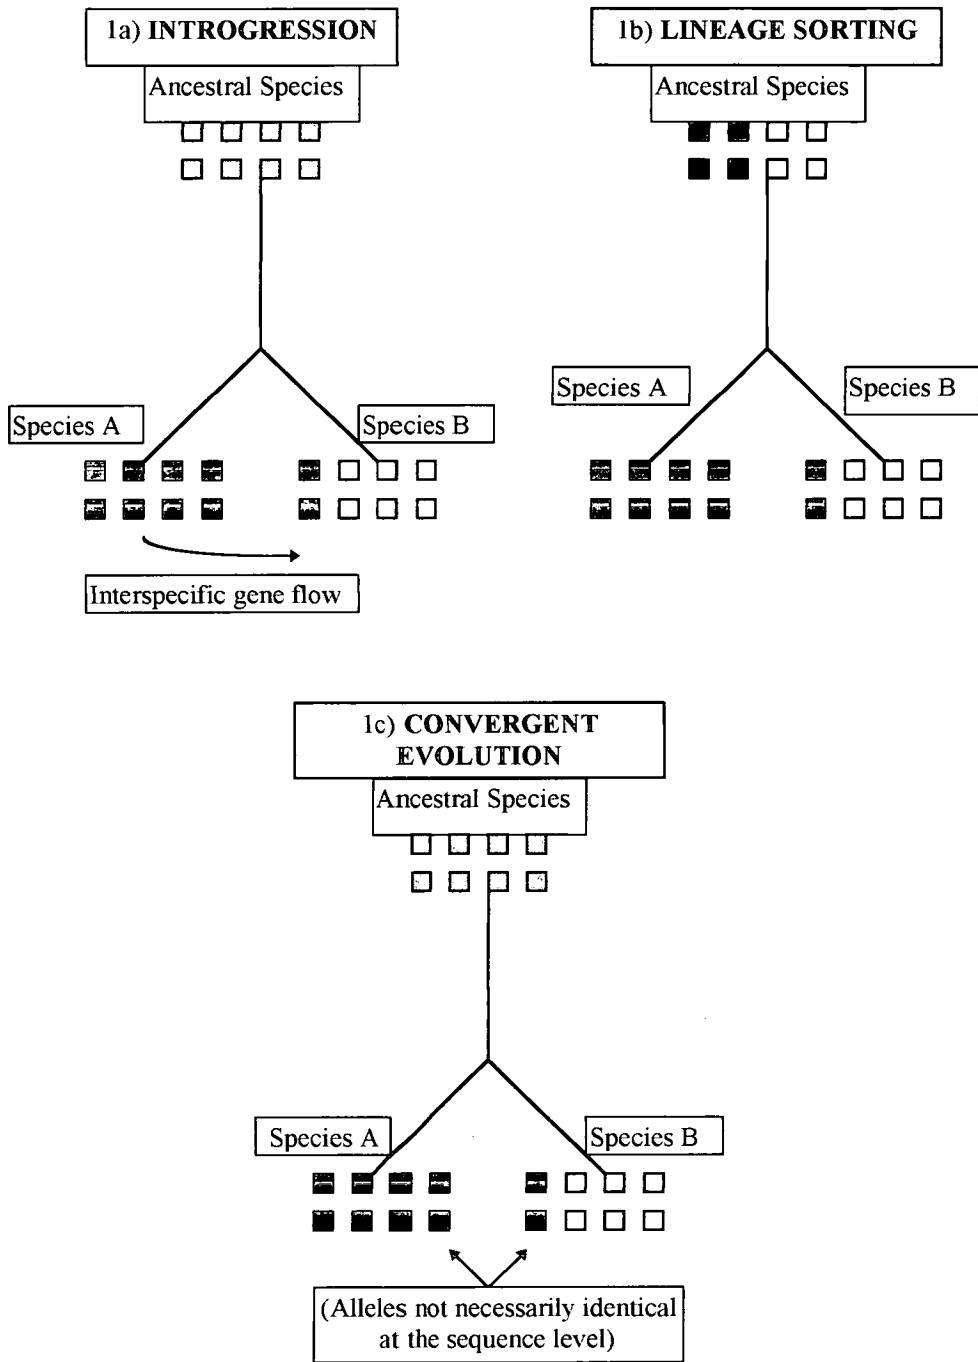 1a) INTROGRESSION
Ancestral Species
Species A
Species B
Interspecific gene flow
1b) LINEAGE SORTING
Ancestral Species
Species A
Species B
1c) CONVERGENT
EVOLUTION
Ancestral Species
Species A
Species B
(Alleles not necessarily identical
at the sequence level)